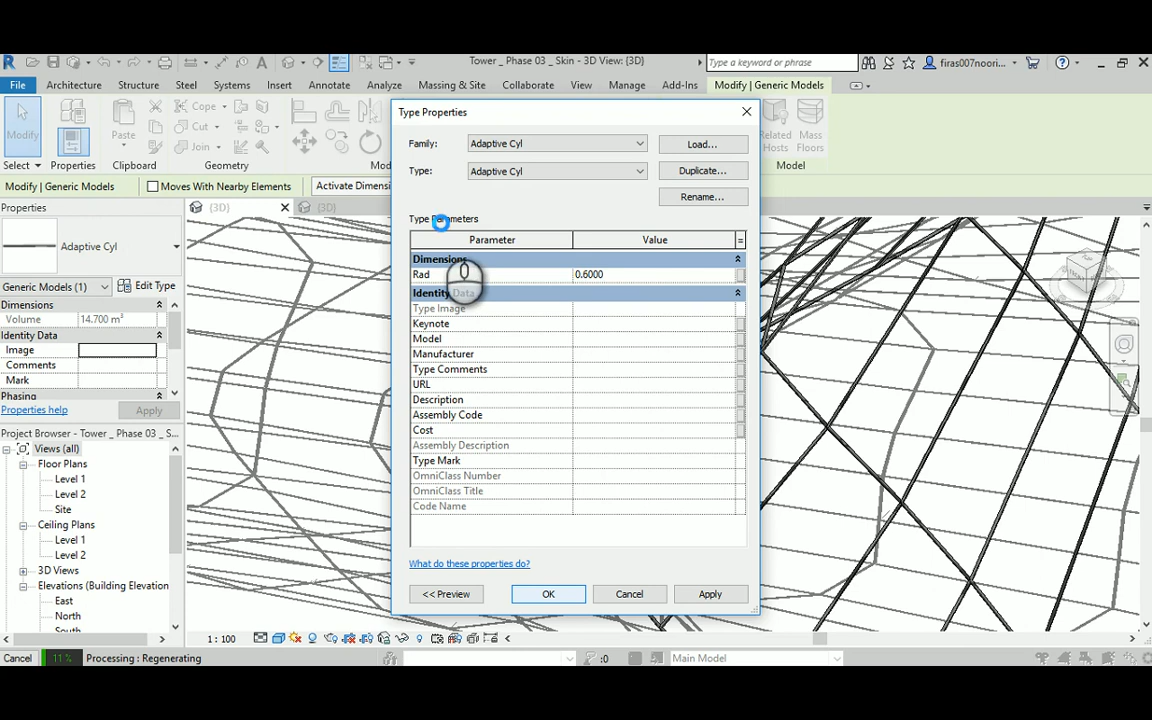 Tower _ Phase 03 _ Skin - 3D View: {3D}
Type a keyword or phrase
firas007noori...
File
Architecture
Structure
Steel
Systems
Insert
Annotate
Analyze
Massing & Site
Collaborate
View
Manage
Add-Ins
Modify | Generic Models
Modify
Paste
Cope
Cut
Join
Related
Hosts
Mass
Floors
Select
Properties
Clipboard
Geometry
Model
Modify | Generic Models
Moves With Nearby Elements
Activate Dimensi
Properties
{3D}
{3D}
Adaptive Cyl
Generic Models (1)
Edit Type
Dimensions
Volume
14.700 m³
Identity Data
Image
Comments
Mark
Phasing
Properties help
Apply
Project Browser - Tower _ Phase 03 _ S...
Views (all)
Floor Plans
Level 1
Level 2
Site
Ceiling Plans
Level 1
Level 2
3D Views
Elevations (Building Elevation
East
North
South
Type Properties
Family:
Adaptive Cyl
Load...
Type:
Adaptive Cyl
Duplicate...
Rename...
Type Parameters
Parameter
Value
=
Dimensions
Rad
0.6000
Identity Data
Type Image
Keynote
Model
Manufacturer
Type Comments
URL
Description
Assembly Code
Cost
Assembly Description
Type Mark
OmniClass Number
OmniClass Title
Code Name
What do these properties do?
<< Preview
OK
Cancel
Apply
1 : 100
Cancel
11 %
Processing : Regenerating
:0
Main Model